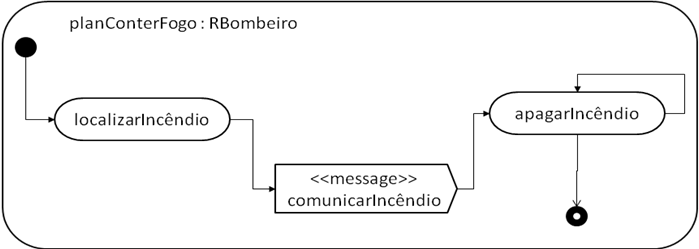 planConterFogo : RBombeiro
localizarIncêndio
<<message>>
comunicarIncêndio
apagarIncêndio